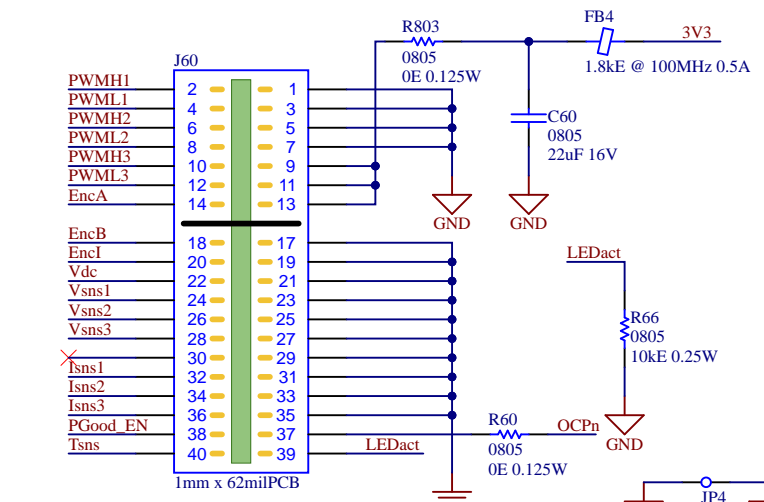 FB4
R803
3V3
0805
0E 0.125W
1.8kE @ 100MHz 0.5A
J60
PWMH1 2 1
PWML1 4 3
PWMH2 6 5
PWML2 8 7
PWMH3 10 9
PWML3 12 11
EncA 14 13
C60
0805
22uF 16V
GND
GND
EncB 18 17
EncI 20 19
Vdc 22 21
Vsns1 24 23
Vsns2 26 25
Vsns3 28 27
30 29
Isns1 32 31
Isns2 34 33
Isns3 36 35
PGood_EN 38 37
Tsns 40 39
LEDact
LEDact
R66
0805
10kE 0.25W
GND
R60
OCPn
0805
0E 0.125W
1mm x 62milPCB
JP4